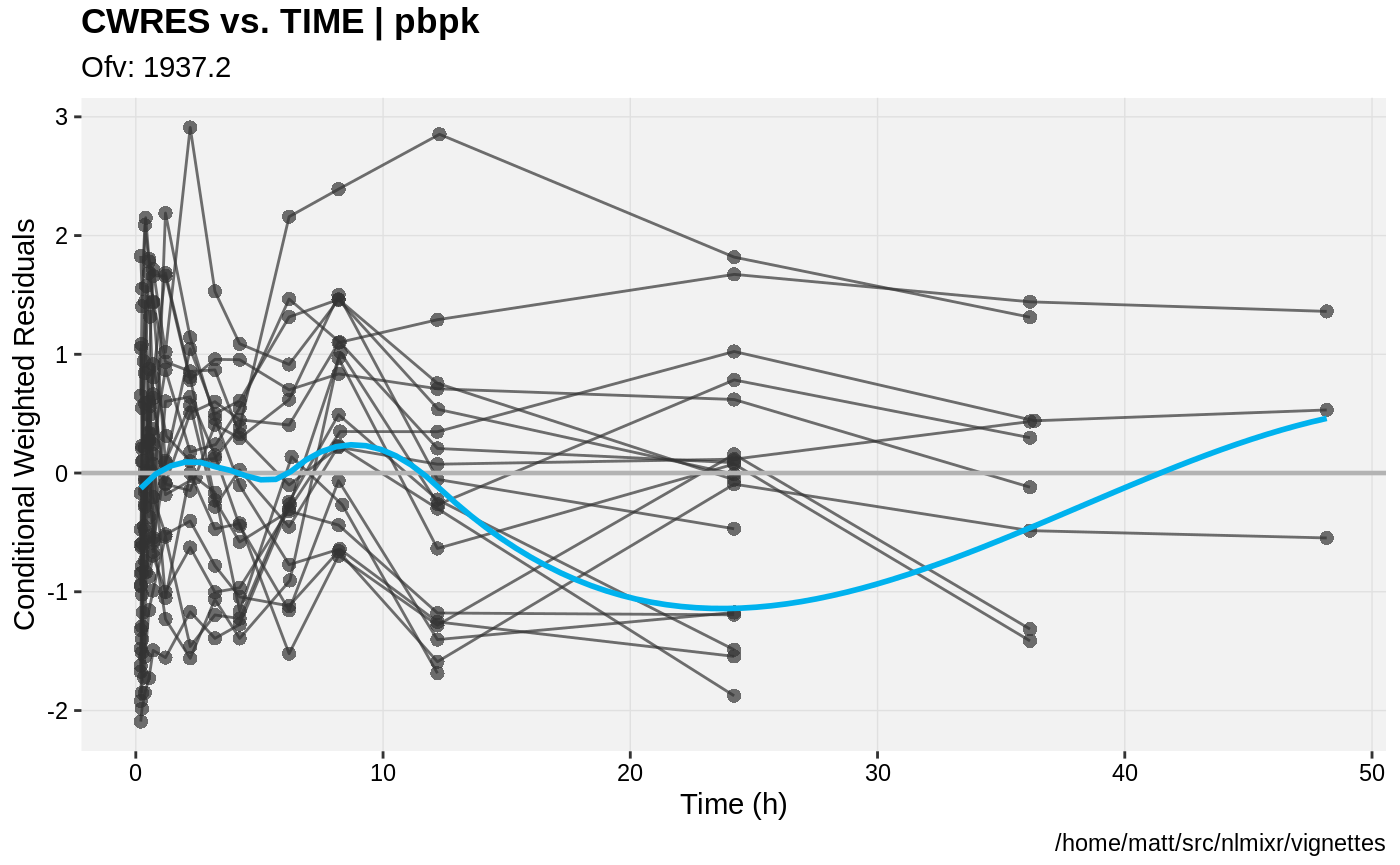 CWRES vs. TIME | pbpk
Ofv: 1937.2
Conditional Weighted Residuals
3
2
1
0
-1
-2
0 10 20 30 40 50
Time (h)
/home/matt/src/nlmixr/vignettes